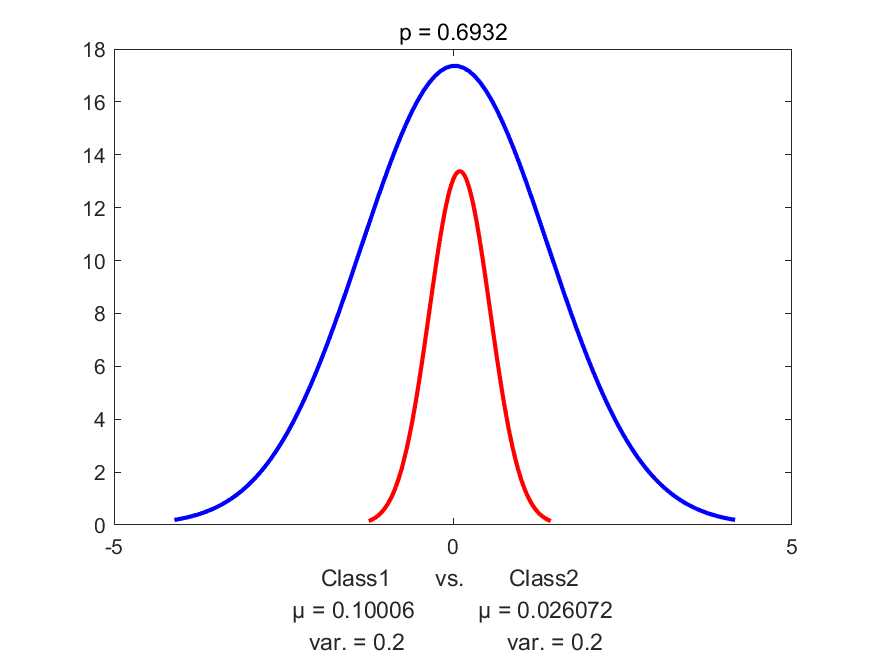 p = 0.6932
18
16
14
12
10
8
6
4
2
0
-5 0 5
Class1 vs. Class2
μ = 0.10006 μ = 0.026072
var. = 0.2 var. = 0.2